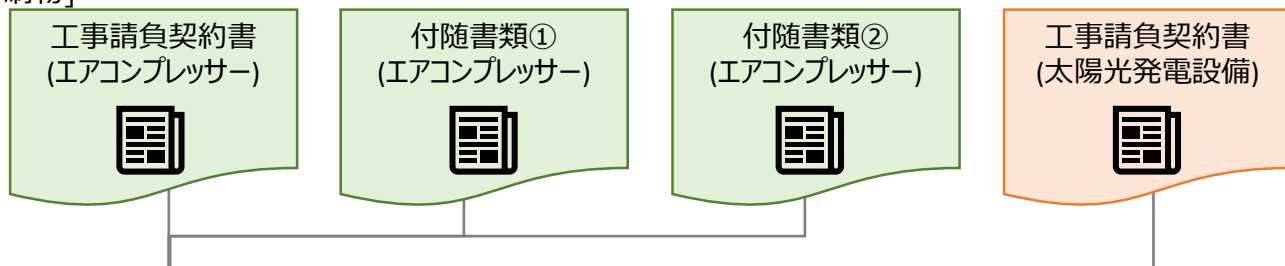 工事請負契約書
(エアコンプレッサー)
付随書類①
(エアコンプレッサー)
付随書類②
(エアコンプレッサー)
工事請負契約書
(太陽光発電設備)